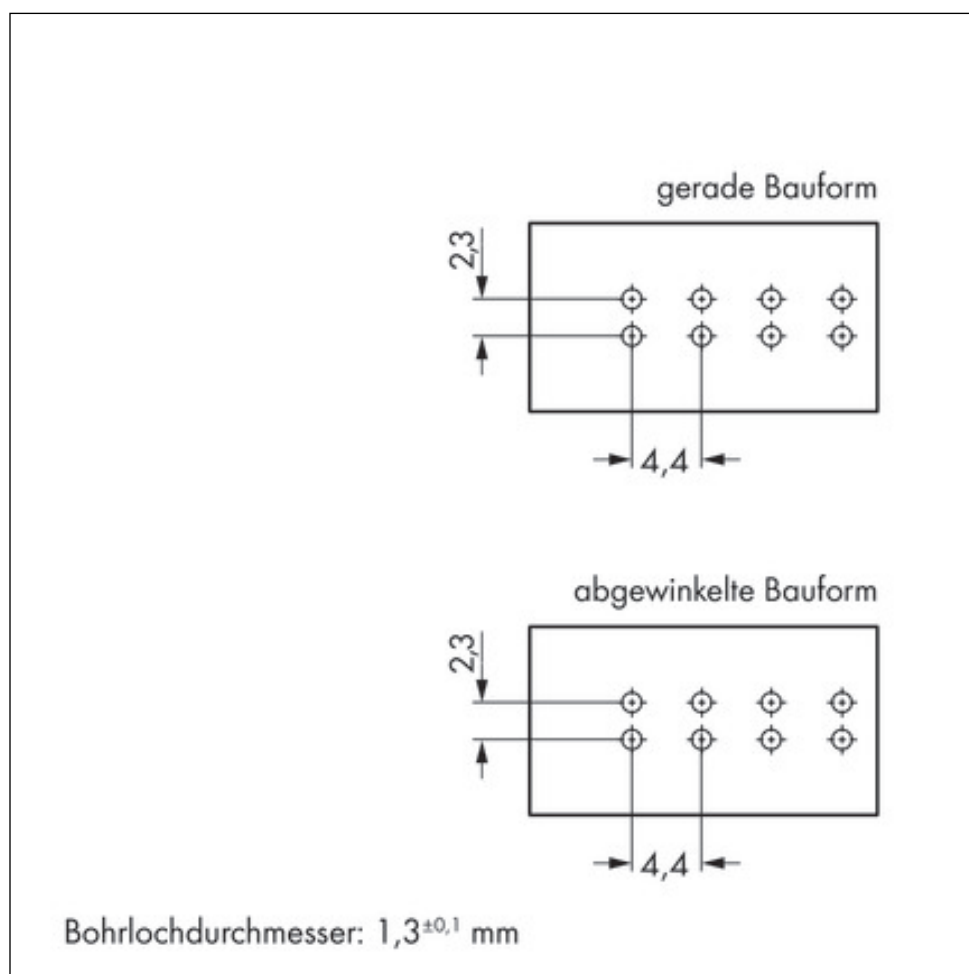 gerade Bauform
2,3
4,4
abgewinkelte Bauform
2,3
4,4
Bohrlochdurchmesser: 1,3±0,1 mm